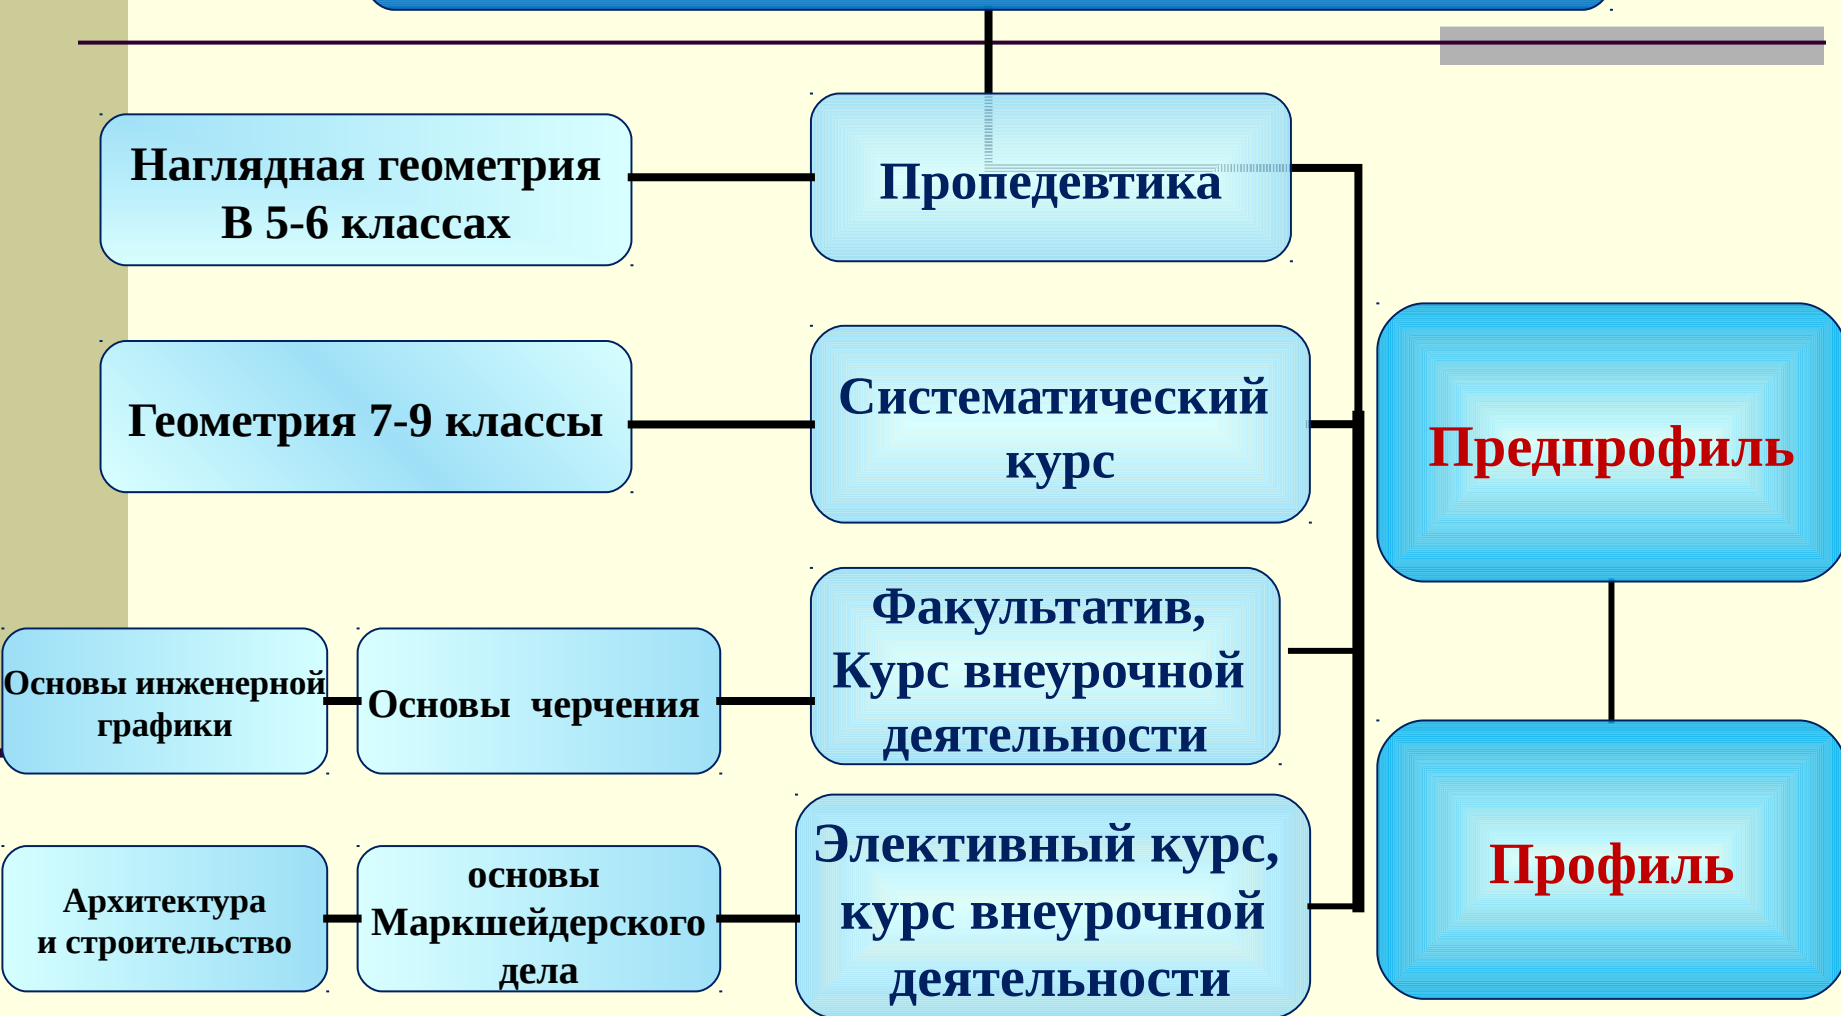 Наглядная геометрия
В 5-6 классах
Пропедевтика
Геометрия 7-9 классы
Систематический
курс
Предпрофиль
Основы инженерной
графики
Основы черчения
Факультатив,
Курс внеурочной
деятельности
Архитектура
и строительство
основы
Маркшейдерского
дела
Элективный курс,
курс внеурочной
деятельности
Профиль